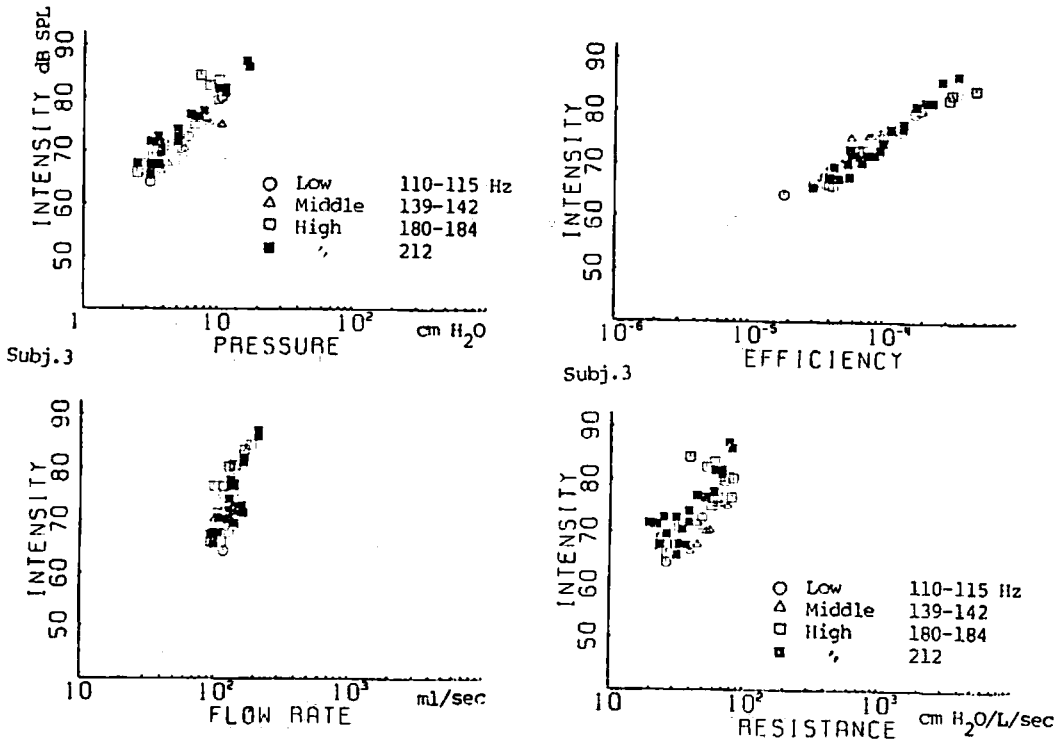 INTENSITY dB SPL
90
80
70
60
50
○ Low 110-115 Hz
△ Middle 139-142
□ High 180-184
■ 〃 212
1 10 10² cm H₂O
PRESSURE
Subj.3
INTENSITY
90
80
70
60
50
10⁻⁶ 10⁻⁵ 10⁻⁴
EFFICIENCY
Subj.3
INTENSITY
90
80
70
60
50
10 10² 10³ ml/sec
FLOW RATE
INTENSITY
90
80
70
60
50
○ Low 110-115 Hz
△ Middle 139-142
□ High 180-184
■ 〃 212
10 10² 10³ cm H₂O/L/sec
RESISTANCE